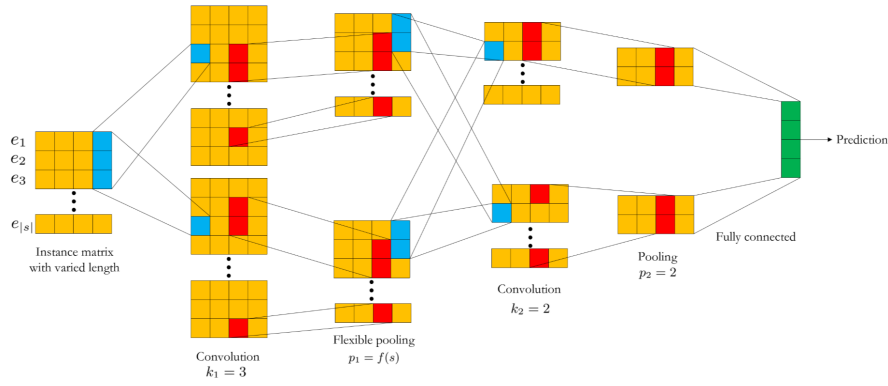 e₁
e₂
e₃
e|s|
Instance matrix
with varied length
Convolution
k₁ = 3
Flexible pooling
p₁ = f(s)
Convolution
k₂ = 2
Pooling
p₂ = 2
Fully connected
Prediction